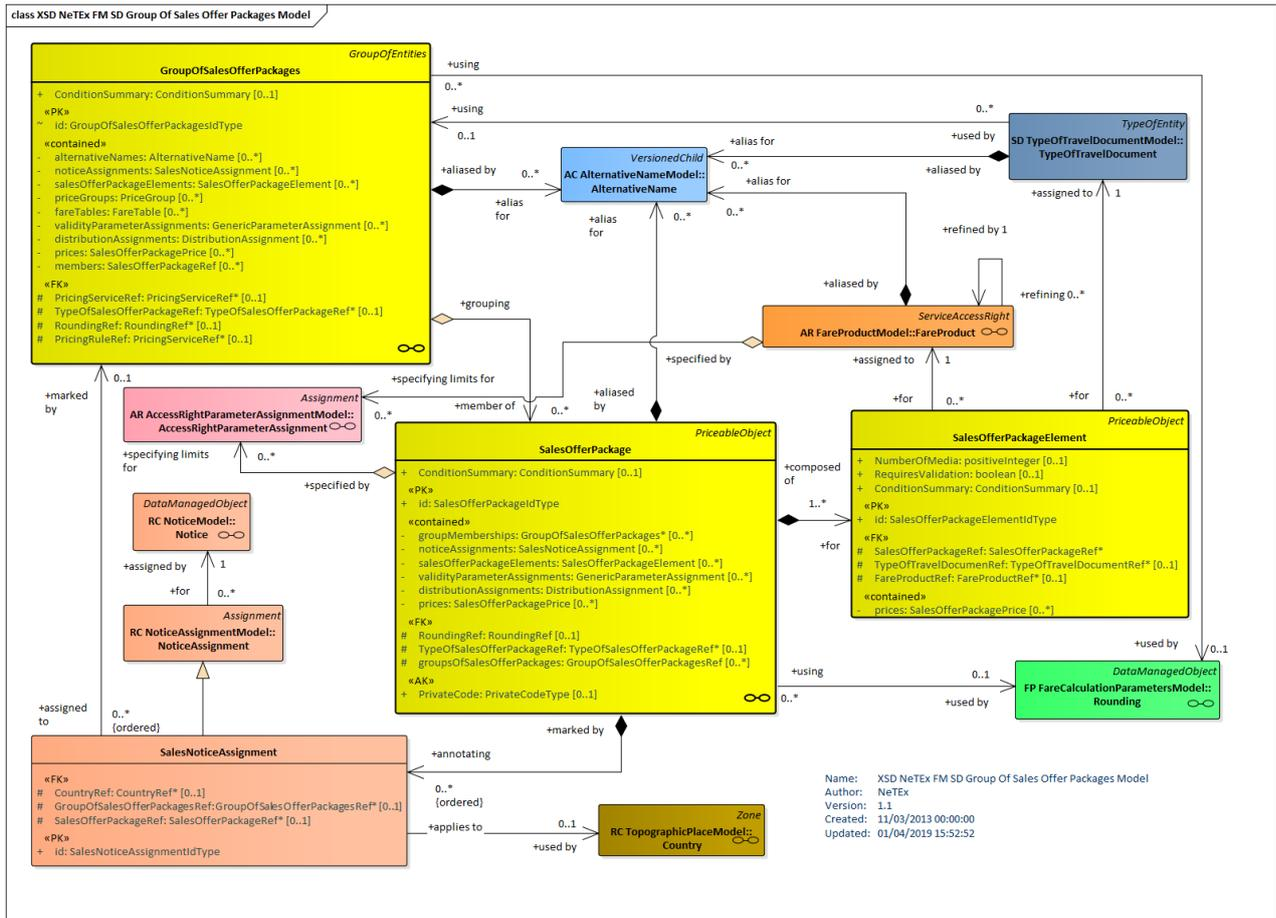 class XSD NeTEx FM SD Group Of Sales Offer Packages Model
GroupOfEntities
GroupOfSalesOfferPackages
+ ConditionSummary: ConditionSummary [0..1]
«PK»
~ id: GroupOfSalesOfferPackagesIdType
«contained»
- alternativeNames: AlternativeName [0..*]
- noticeAssignments: SalesNoticeAssignment [0..*]
- salesOfferPackageElements: SalesOfferPackageElement [0..*]
- priceGroups: PriceGroup [0..*]
- fareTables: FareTable [0..*]
- validityParameterAssignments: GenericParameterAssignment [0..*]
- distributionAssignments: DistributionAssignment [0..*]
- prices: SalesOfferPackagePrice [0..*]
- members: SalesOfferPackageRef [0..*]
«FK»
# PricingServiceRef: PricingServiceRef* [0..1]
# TypeOfSalesOfferPackageRef: TypeOfSalesOfferPackageRef* [0..1]
# RoundingRef: RoundingRef* [0..1]
# PricingRuleRef: PricingServiceRef* [0..1]
+using
0..*
+using
0..1
0..*
+used by
TypeOfEntity
SD TypeOfTravelDocumentModel::
TypeOfTravelDocument
+alias for
0..*
+aliased by
VersionedChild
AC AlternativeNameModel::
AlternativeName
+aliased by
0..*
+alias
for
+alias for
0..*
+alias
for
0..*
+assigned to
1
+refined by 1
+refining 0..*
+aliased by
ServiceAccessRight
AR FareProductModel::FareProduct
+grouping
+specified by
+assigned to
1
+specifying limits for
0..*
+member of
0..*
+aliased
by
+for
0..*
+for
0..*
+marked
by
0..1
Assignment
AR AccessRightParameterAssignmentModel::
AccessRightParameterAssignment
+specifying limits
for
0..*
+specified by
PriceableObject
SalesOfferPackage
+ ConditionSummary: ConditionSummary [0..1]
«PK»
+ id: SalesOfferPackageIdType
«contained»
- groupMemberships: GroupOfSalesOfferPackage* [0..*]
- noticeAssignments: SalesNoticeAssignment [0..*]
- salesOfferPackageElements: SalesOfferPackageElement [0..*]
- validityParameterAssignments: GenericParameterAssignment [0..*]
- distributionAssignments: DistributionAssignment [0..*]
- prices: SalesOfferPackagePrice [0..*]
«FK»
# RoundingRef: RoundingRef [0..1]
# TypeOfSalesOfferPackageRef: TypeOfSalesOfferPackageRef* [0..1]
# groupsOfSalesOfferPackages: GroupOfSalesOfferPackagesRef [0..*]
«AK»
+ PrivateCode: PrivateCodeType [0..1]
+composed
of
1..*
+for
PriceableObject
SalesOfferPackageElement
+ NumberOfMedia: positiveInteger [0..1]
+ RequiresValidation: boolean [0..1]
+ ConditionSummary: ConditionSummary [0..1]
«PK»
+ id: SalesOfferPackageElementIdType
«FK»
# SalesOfferPackageRef: SalesOfferPackageRef*
# TypeOfTravelDocumenRef: TypeOfTravelDocumentRef* [0..1]
# FareProductRef: FareProductRef* [0..1]
«contained»
- prices: SalesOfferPackagePrice [0..*]
DataManagedObject
RC NoticeModel::
Notice
+assigned by
1
+for
0..*
Assignment
RC NoticeAssignmentModel::
NoticeAssignment
+used by
0..1
+using
0..*
0..1
+used by
DataManagedObject
FP FareCalculationParametersModel::
Rounding
+assigned
to
0..*
{ordered}
+marked by
+annotating
0..*
{ordered}
SalesNoticeAssignment
«FK»
# CountryRef: CountryRef* [0..1]
# GroupOfSalesOfferPackagesRef:GroupOfSalesOfferPackagesRef* [0..1]
# SalesOfferPackageRef: SalesOfferPackageRef* [0..1]
«PK»
+ id: SalesNoticeAssignmentIdType
+applies to
0..1
+used by
Zone
RC TopographicPlaceModel::
Country
Name: XSD NeTEx FM SD Group Of Sales Offer Packages Model
Author: NeTEx
Version: 1.1
Created: 11/03/2013 00:00:00
Updated: 01/04/2019 15:52:52